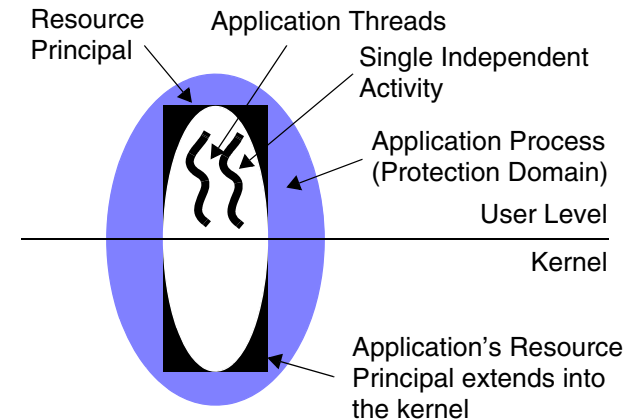 Resource
Principal
Application Threads
Single Independent
Activity
Application Process
(Protection Domain)
User Level
Kernel
Application's Resource
Principal extends into
the kernel